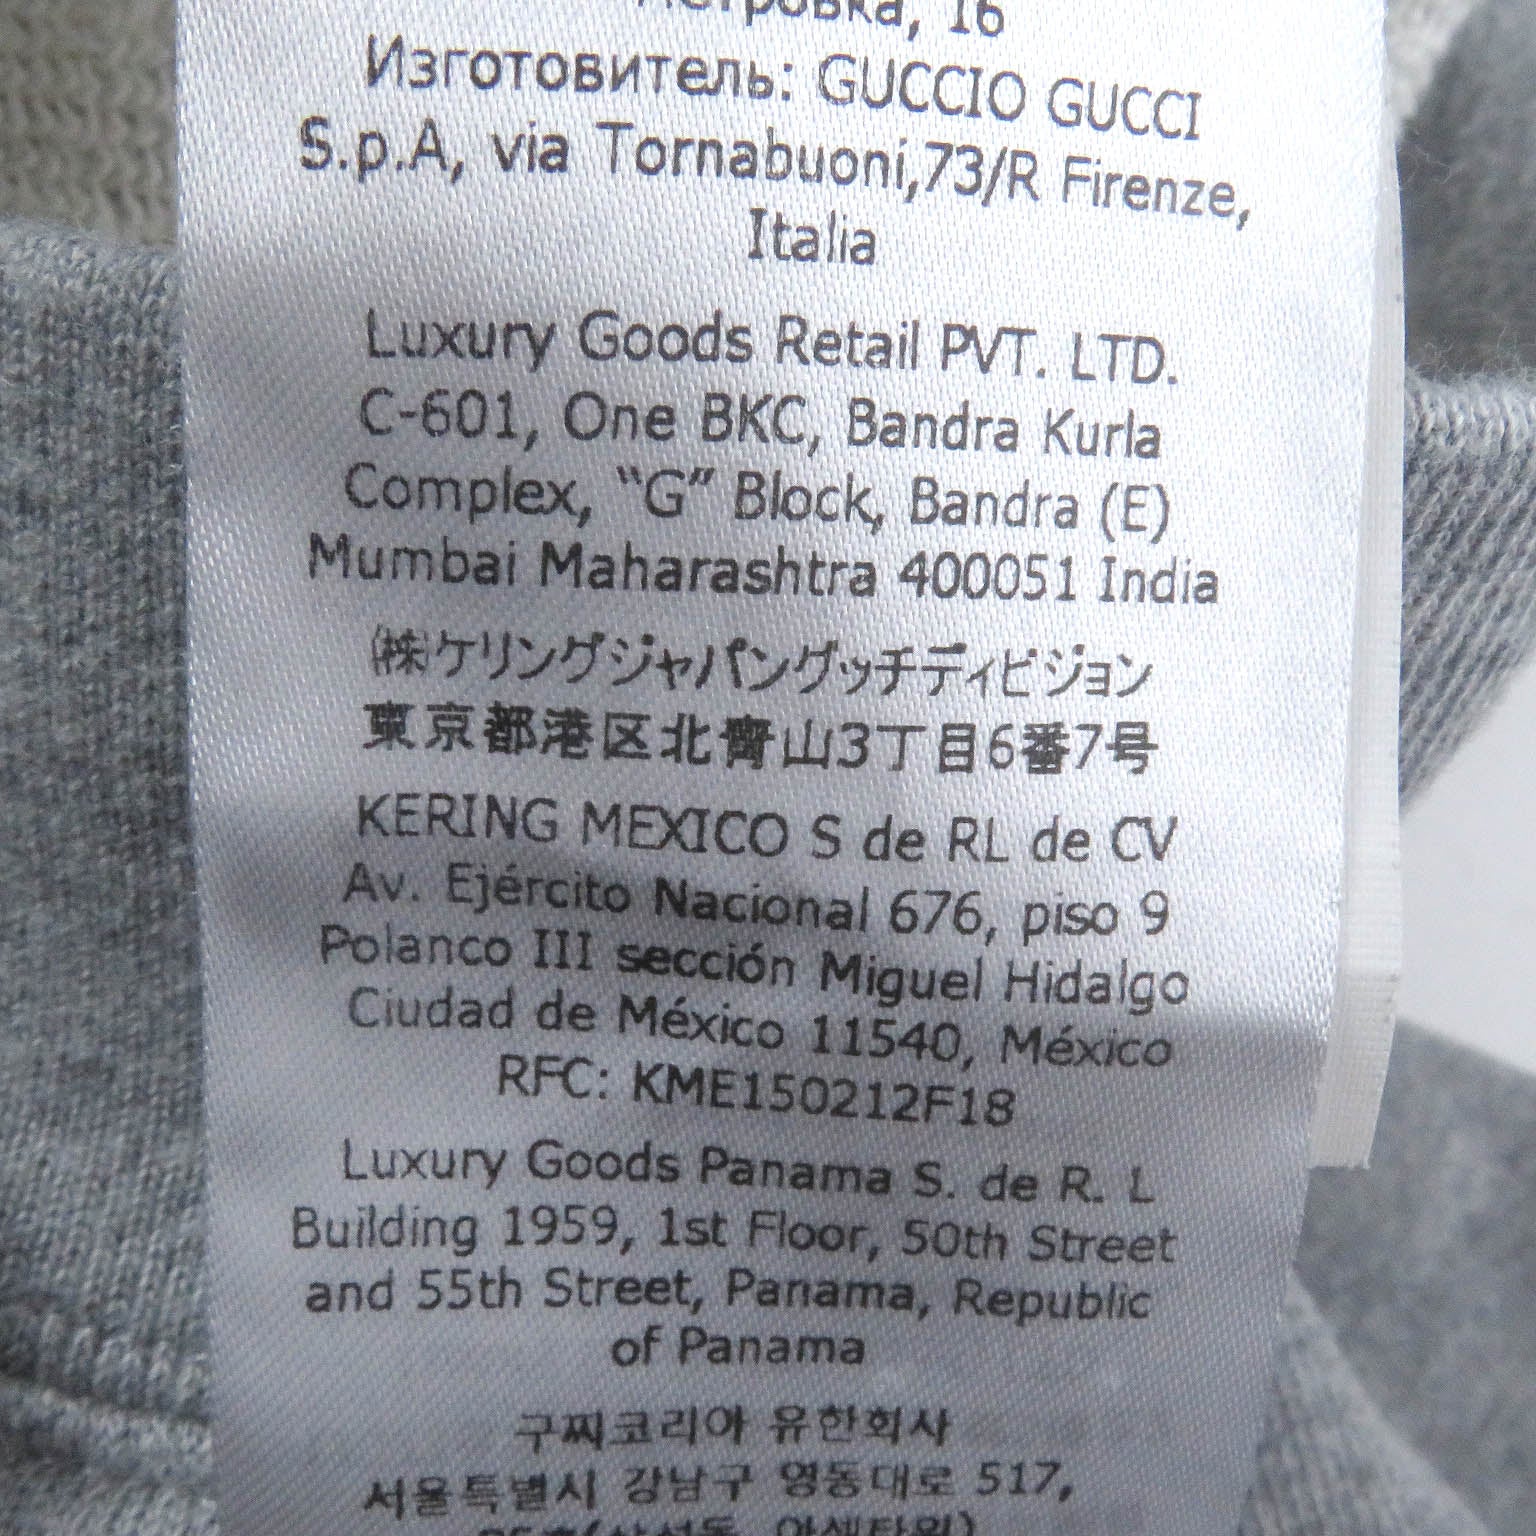 Петровка, 16
Изготовитель: GUCCIO GUCCI
S.p.A, via Tornabuoni,73/R Firenze,
Italia
Luxury Goods Retail PVT. LTD.
C-601, One BKC, Bandra Kurla
Complex, “G” Block, Bandra (E)
Mumbai Maharashtra 400051 India
㈱ケリングジャパングッチディビジョン
東京都港区北青山3丁目6番7号
KERING MEXICO S de RL de CV
Av. Ejército Nacional 676, piso 9
Polanco III sección Miguel Hidalgo
Ciudad de México 11540, México
RFC: KME150212F18
Luxury Goods Panama S. de R. L
Building 1959, 1st Floor, 50th Street
and 55th Street, Panama, Republic
of Panama
구찌코리아 유한회사
서울특별시 강남구 영동대로 517,